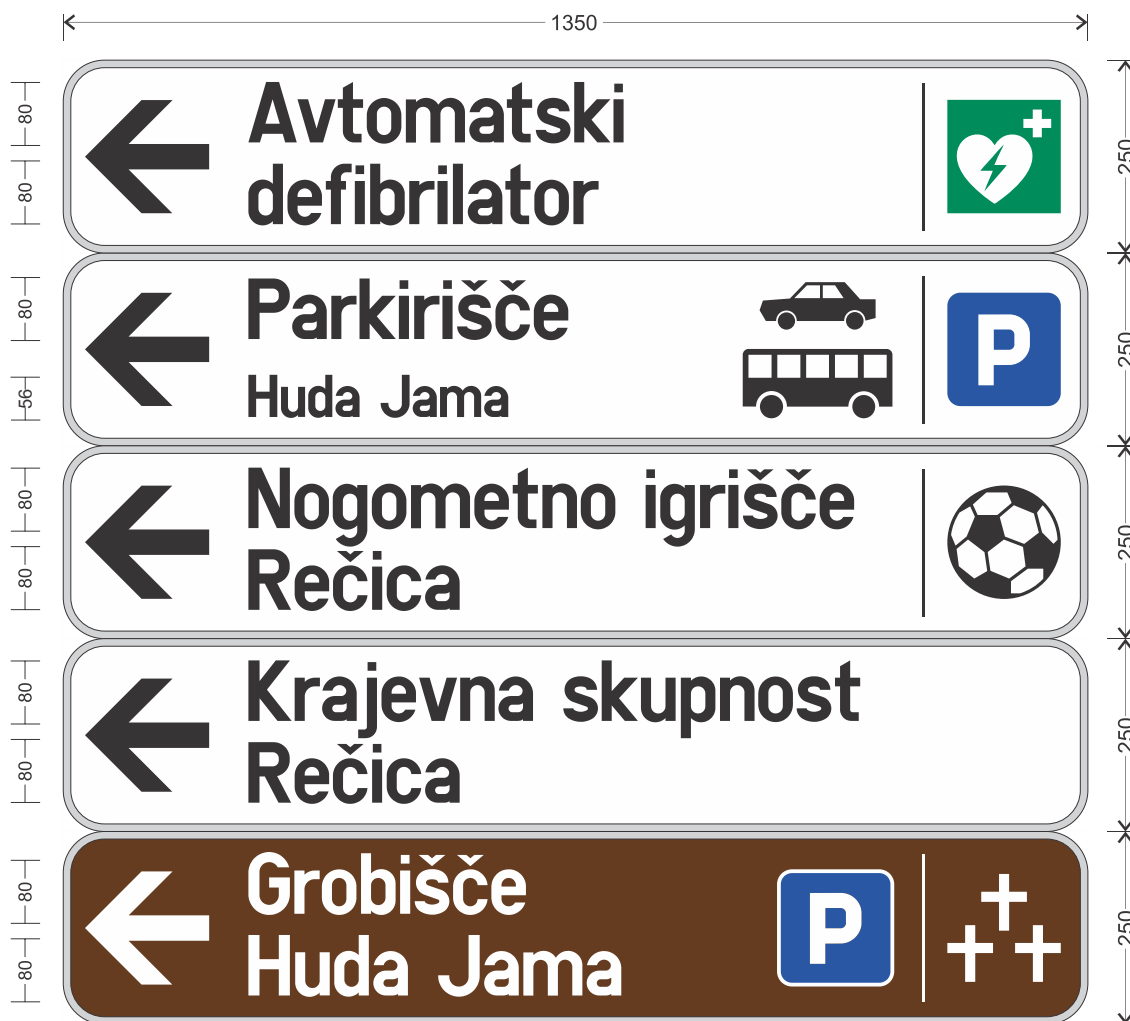 1350
80
Avtomatski
80
defibrilator
250
80
Parkirišče
P
56
Huda Jama
250
80
Nogometno igrišče
80
Rečica
250
80
Krajevna skupnost
80
Rečica
250
80
Grobišče
P
80
Huda Jama
250